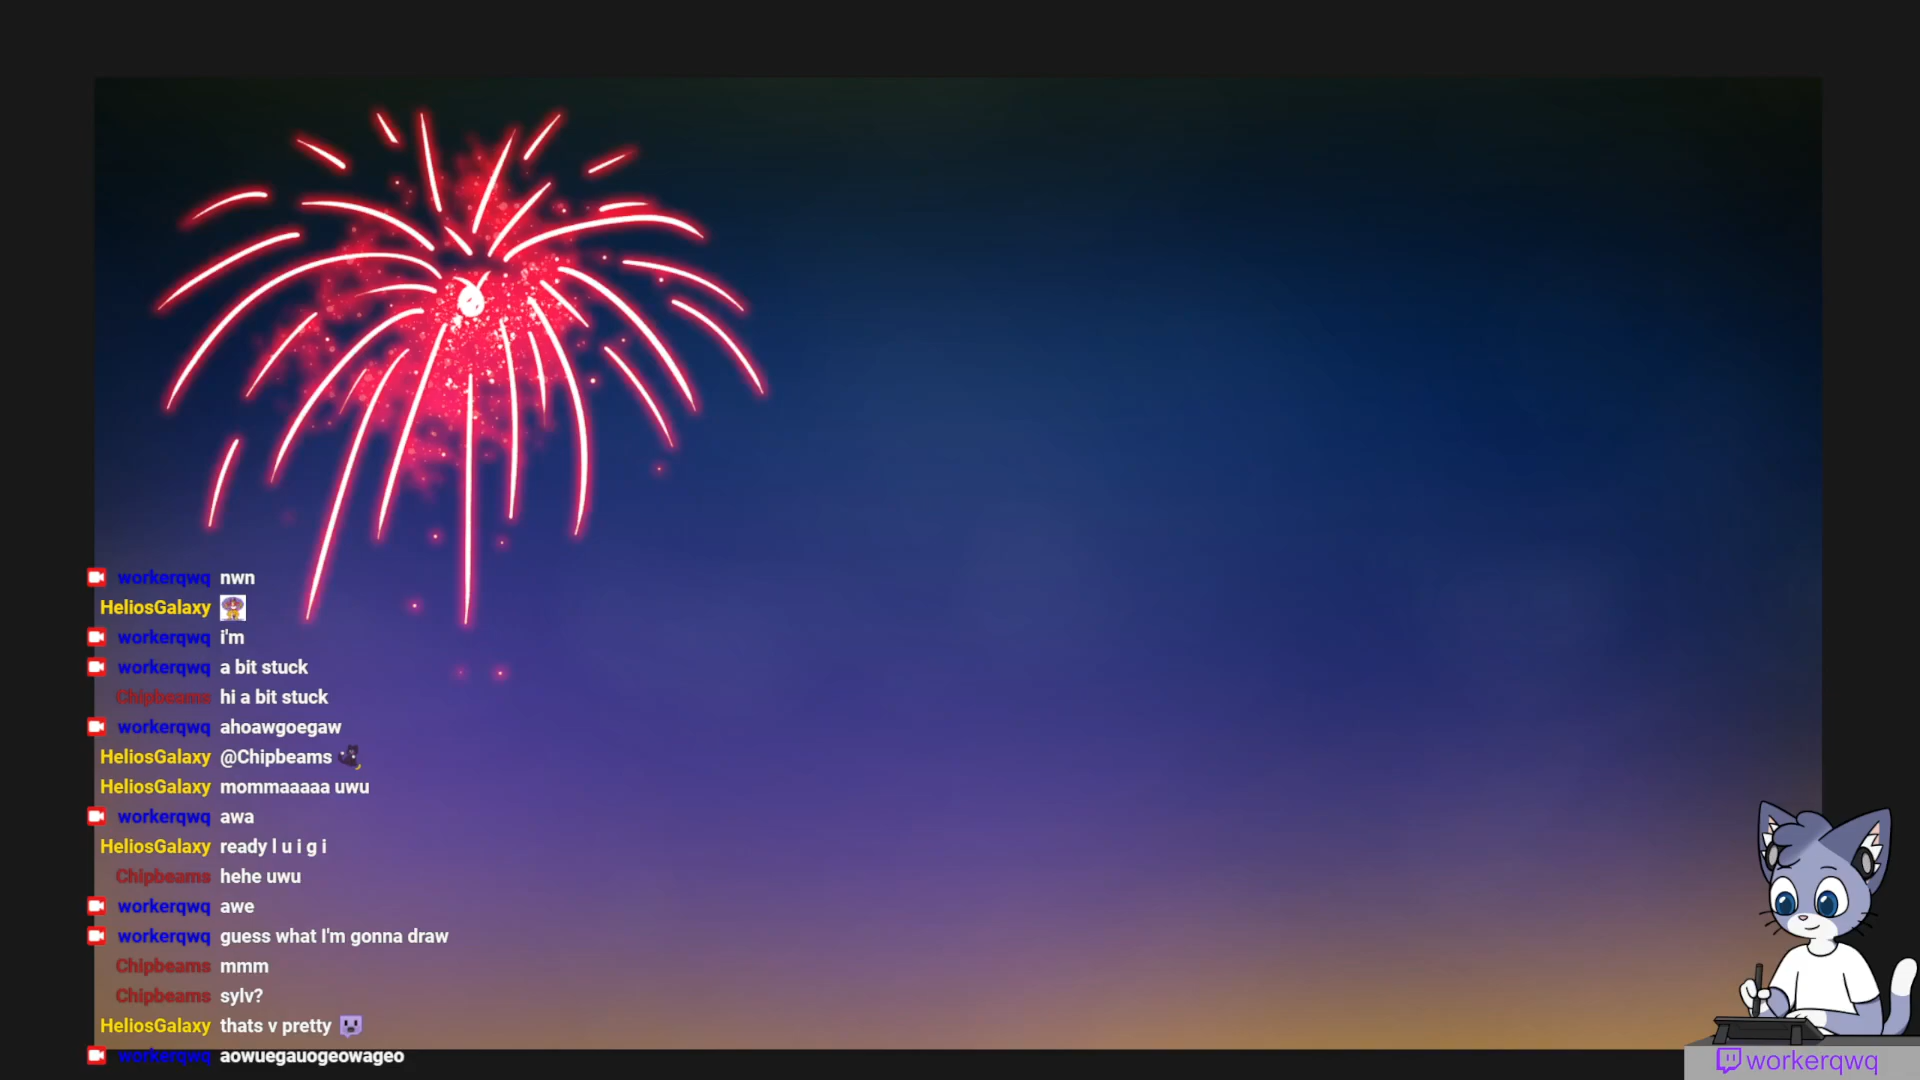 workerqwq nwn
HeliosGalaxy
workerqwq i'm
workerqwq a bit stuck
Chipbeams hi a bit stuck
workerqwq ahoawgoegaw
HeliosGalaxy @Chipbeams
HeliosGalaxy mommaaaaa uwu
workerqwq awa
HeliosGalaxy ready l u i g i
Chipbeams hehe uwu
workerqwq awe
workerqwq guess what I'm gonna draw
Chipbeams mmm
Chipbeams sylv?
HeliosGalaxy thats v pretty
workerqwq aowuegauogeowageo
workerqwq